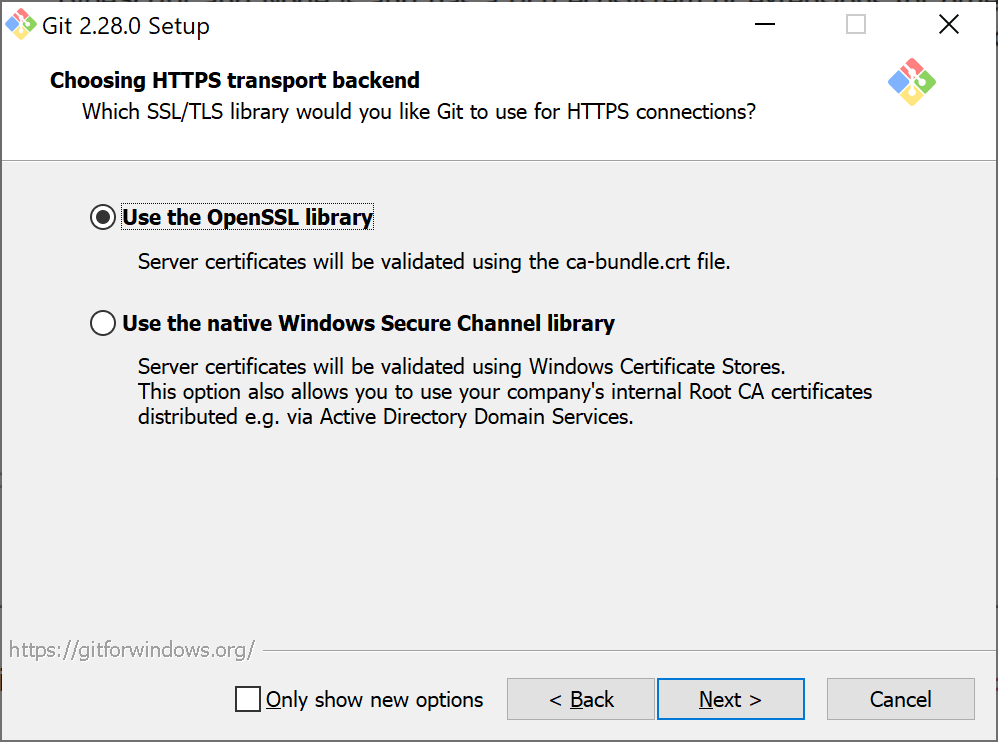 Git 2.28.0 Setup
Choosing HTTPS transport backend
Which SSL/TLS library would you like Git to use for HTTPS connections?
Use the OpenSSL library
Server certificates will be validated using the ca-bundle.crt file.
Use the native Windows Secure Channel library
Server certificates will be validated using Windows Certificate Stores.
This option also allows you to use your company's internal Root CA certificates
distributed e.g. via Active Directory Domain Services.
https://gitforwindows.org/
Only show new options
< Back
Next >
Cancel